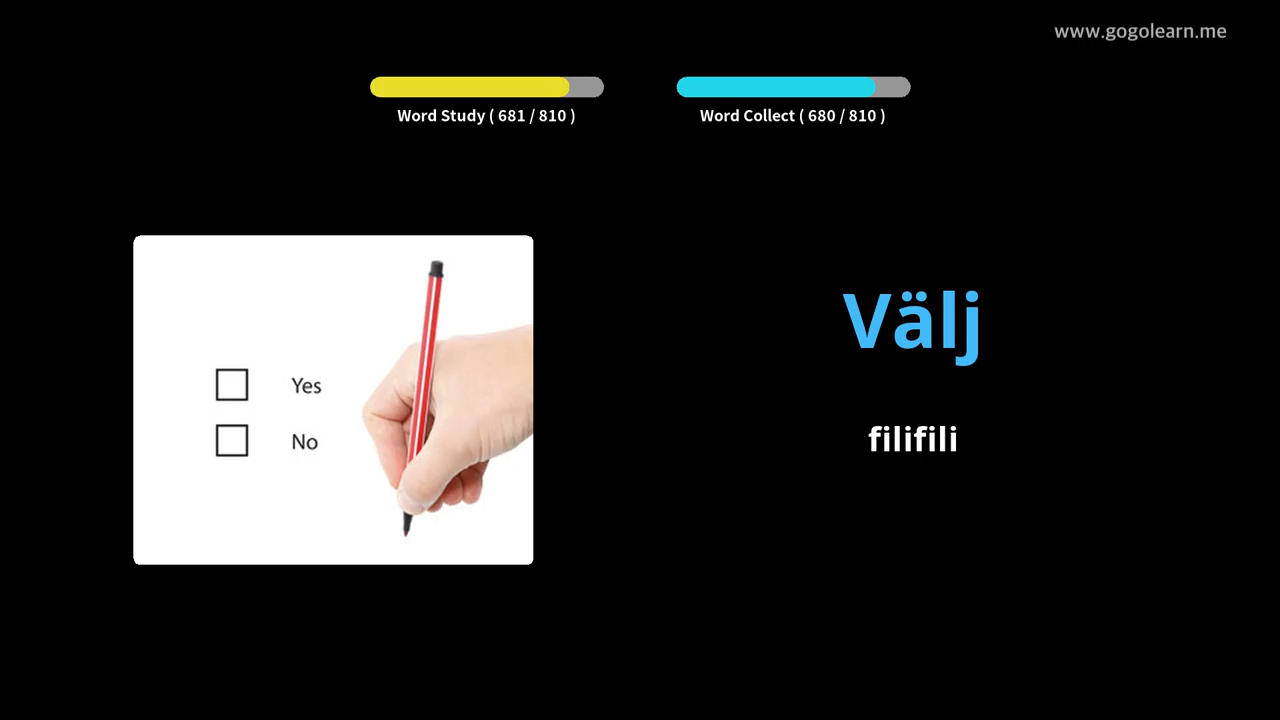 www.gogolearn.me
Word Study ( 681 / 810 )
Word Collect ( 680 / 810 )
Yes
No
Välj
filifili